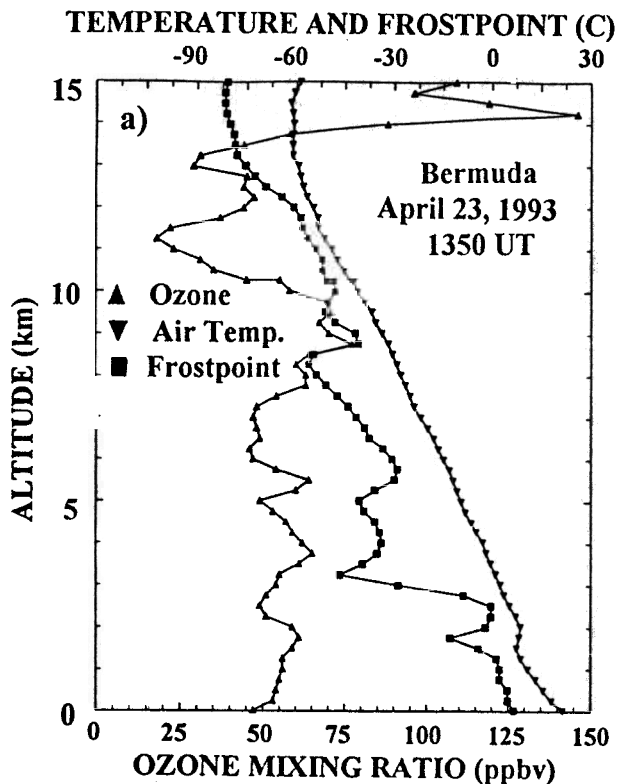 TEMPERATURE AND FROSTPOINT (C)
-90 -60 -30 0 26
15
a)
Bermuda
April 23, 1993
1350 UT
10
Ozone
Air Temp.
Frostpoint
ALTITUDE (km)
5
0
0 25 50 75 100 125 150
OZONE MIXING RATIO (ppbv)